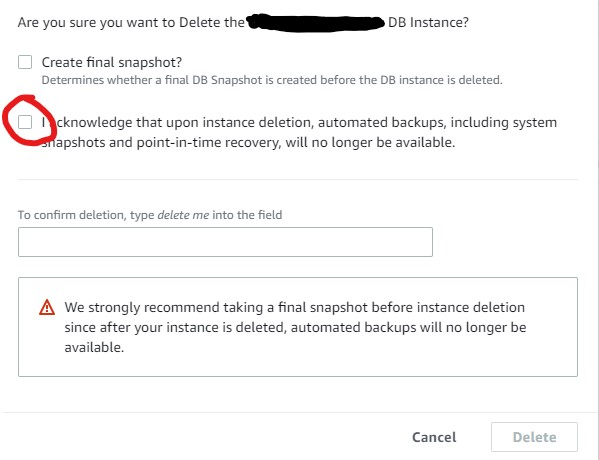 Are you sure you want to Delete the DB Instance?
Create final snapshot?
Determines whether a final DB Snapshot is created before the DB instance is deleted.
I acknowledge that upon instance deletion, automated backups, including system
snapshots and point-in-time recovery, will no longer be available.
To confirm deletion, type delete me into the field
We strongly recommend taking a final snapshot before instance deletion
since after your instance is deleted, automated backups will no longer be
available.
Cancel
Delete